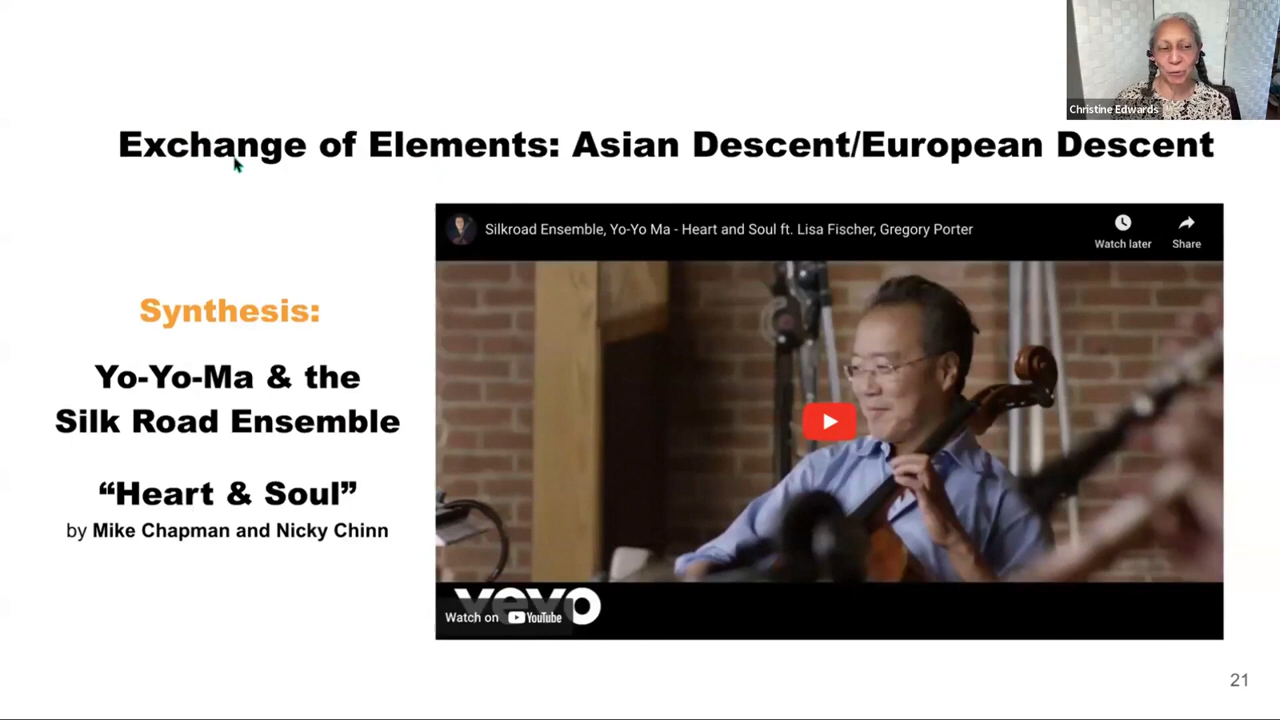 Christine Edwards
Exchange of Elements: Asian Descent/European Descent
Silkroad Ensemble, Yo-Yo Ma - Heart and Soul ft. Lisa Fischer, Gregory Porter
Watch later
Share
Synthesis:
Yo-Yo-Ma & the
Silk Road Ensemble
“Heart & Soul”
by Mike Chapman and Nicky Chinn
vevo
Watch on YouTube
21